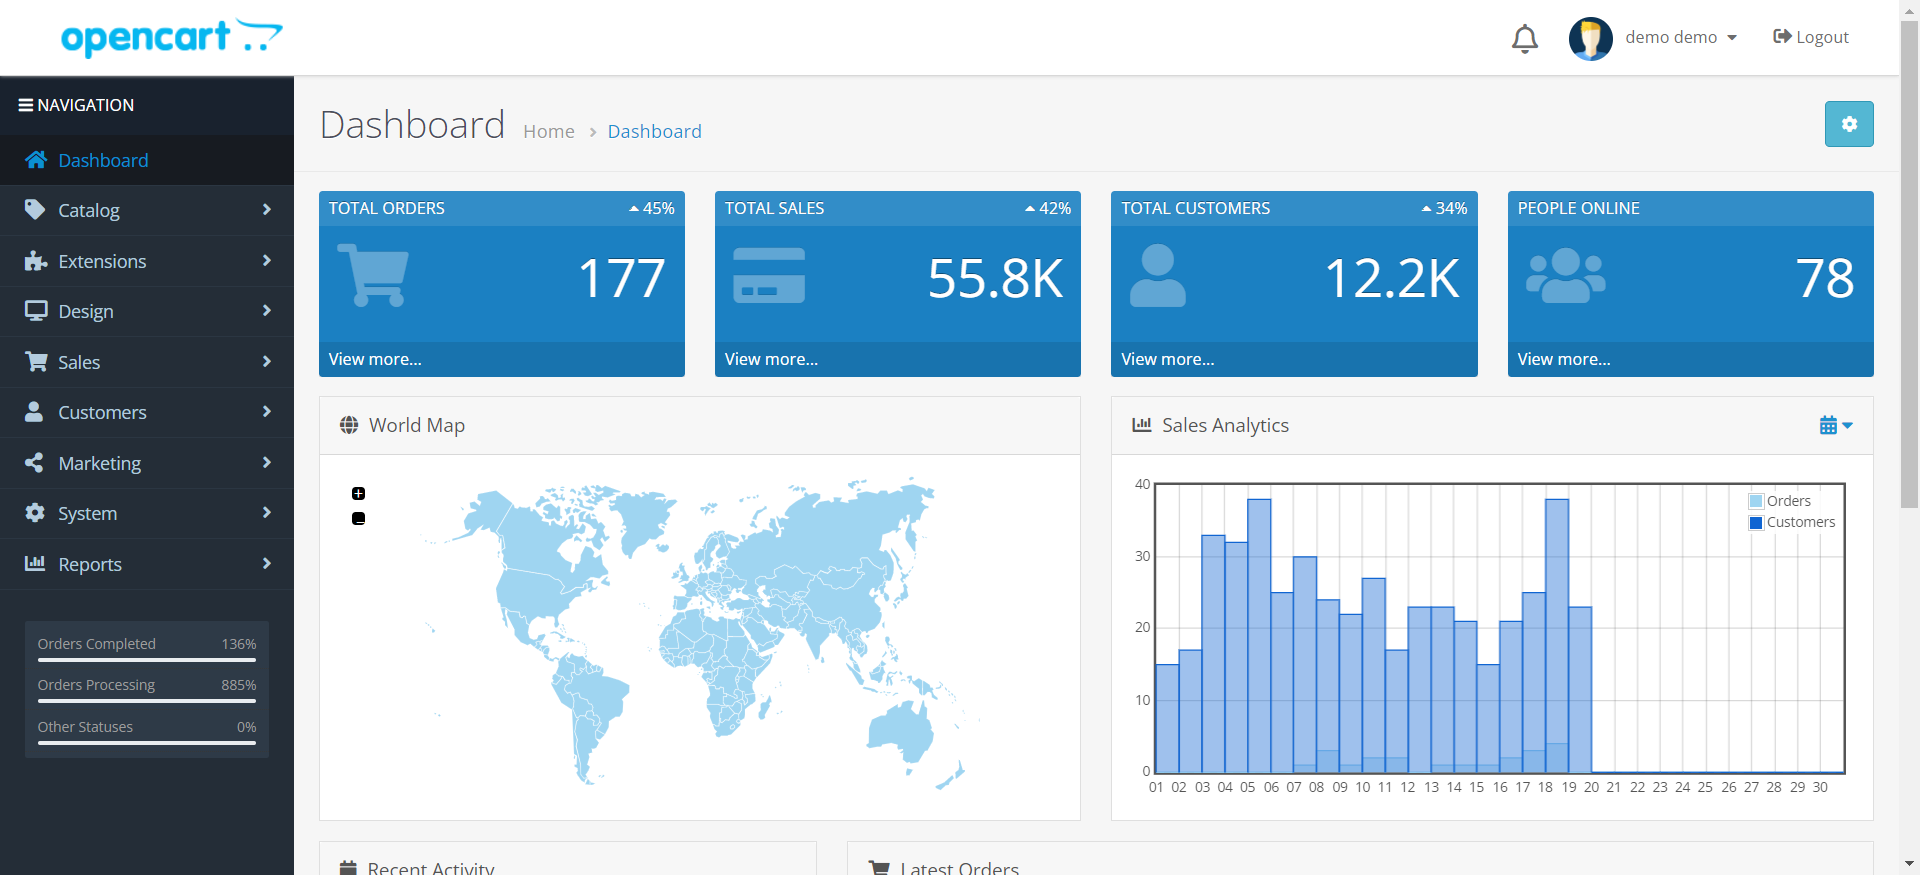 opencart
demo demo
Logout
NAVIGATION
Dashboard
Catalog
Extensions
Design
Sales
Customers
Marketing
System
Reports
Orders Completed 136%
Orders Processing 885%
Other Statuses 0%
Dashboard Home > Dashboard
TOTAL ORDERS 45%
177
View more...
TOTAL SALES 42%
55.8K
View more...
TOTAL CUSTOMERS 34%
12.2K
View more...
PEOPLE ONLINE
78
View more...
World Map
+
_
Sales Analytics
40
30
20
10
0
Orders
Customers
01 02 03 04 05 06 07 08 09 10 11 12 13 14 15 16 17 18 19 20 21 22 23 24 25 26 27 28 29 30
Recent Activity
Latest Orders